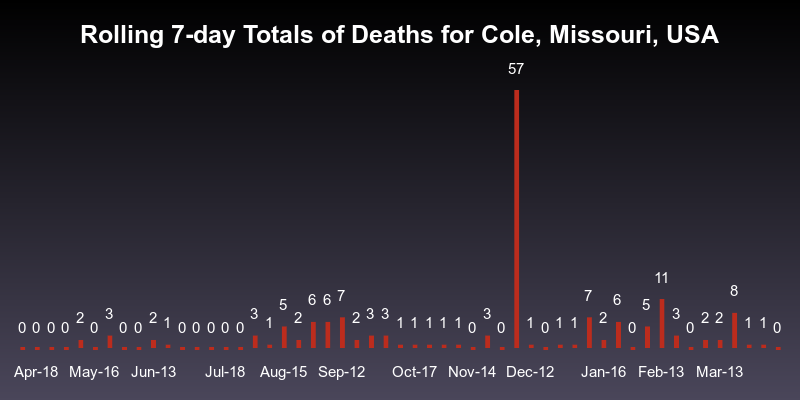 Rolling 7-day Totals of Deaths for Cole, Missouri, USA
0 0 0 0 2 0 3 0 0 2 1 0 0 0 0 0 3 1 5 2 6 6 7 2 3 3 1 1 1 1 1 0 3 0 57 1 0 1 1 7 2 6 0 5 11 3 0 2 2 8 1 1 0
Apr-18 May-16 Jun-13 Jul-18 Aug-15 Sep-12 Oct-17 Nov-14 Dec-12 Jan-16 Feb-13 Mar-13